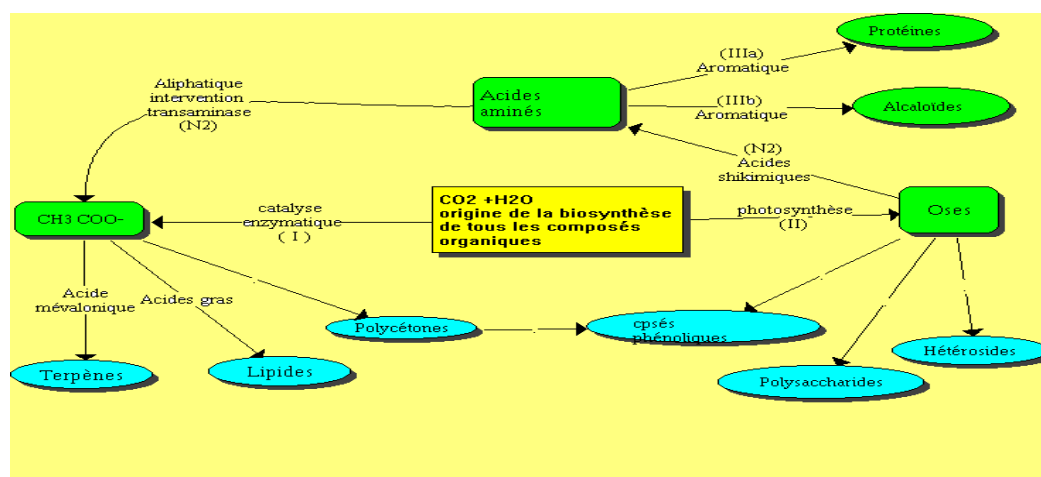 Protéines
(IIIa)
Aromatique
Aliphatique
intervention
transaminase
(N2)
Acides
aminés
(IIIb)
Aromatique
Alcaloïdes
(N2)
Acides
shikimiques
CH3 COO-
catalyse
enzymatique
( I )
CO2 +H2O
origine de la biosynthèse
de tous les composés
organiques
photosynthèse
(II)
Oses
Acide
mévalonique
Acides gras
Polycétones
cpsés
phénoliques
Hétérosides
Terpènes
Lipides
Polysaccharides